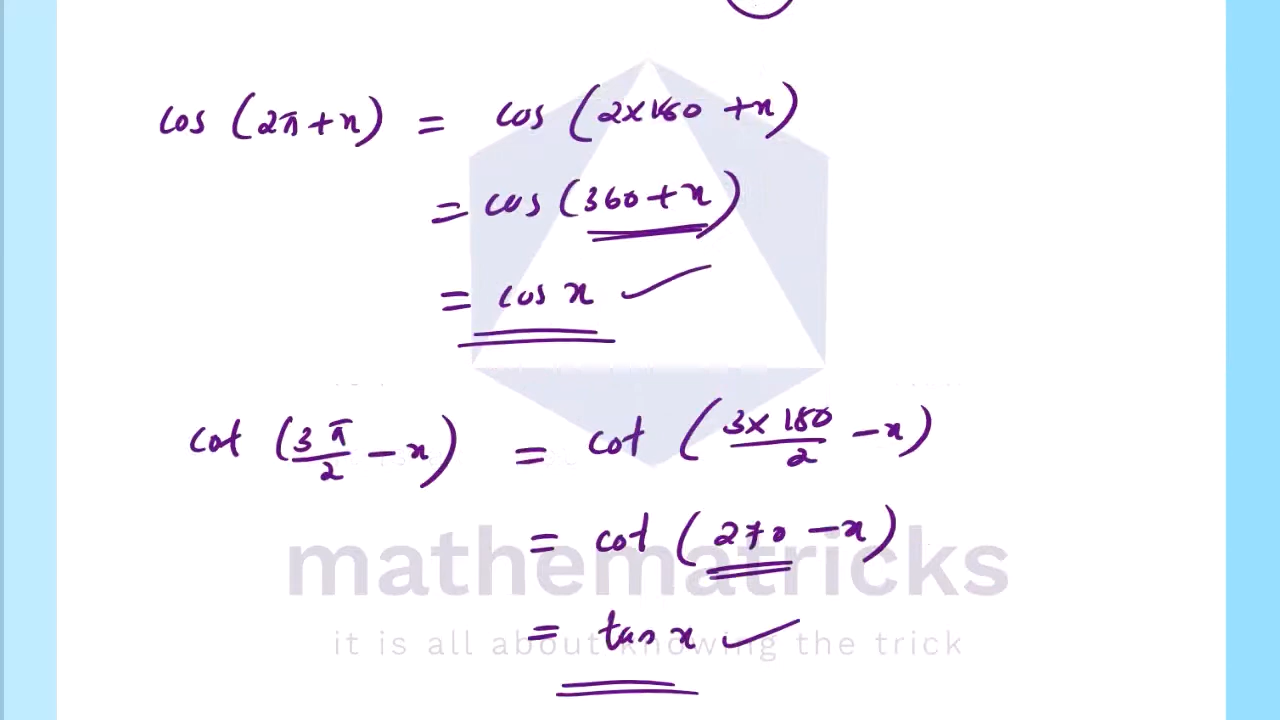 cos (2π+x) = cos (2×180 +x)
= cos (360+x)
= cos x ✓
cot (3π/2 - x) = cot (3×180/2 - x)
= cot (270 - x)
mathematricks
= tan x ✓
it is all about knowing the trick